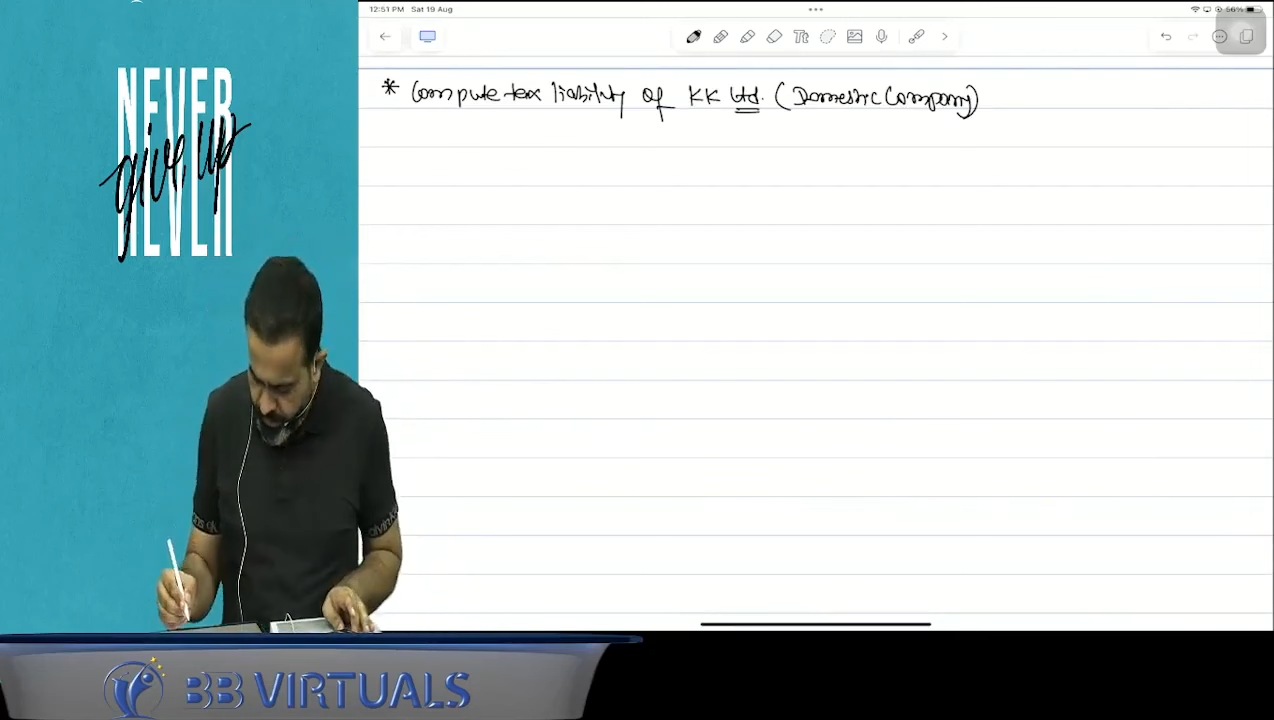 12:51 PM Sat 19 Aug
56%
NEVER
give up
NEVER
* Compute tax liability of KK Ltd. (Domestic Company)
BB VIRTUALS